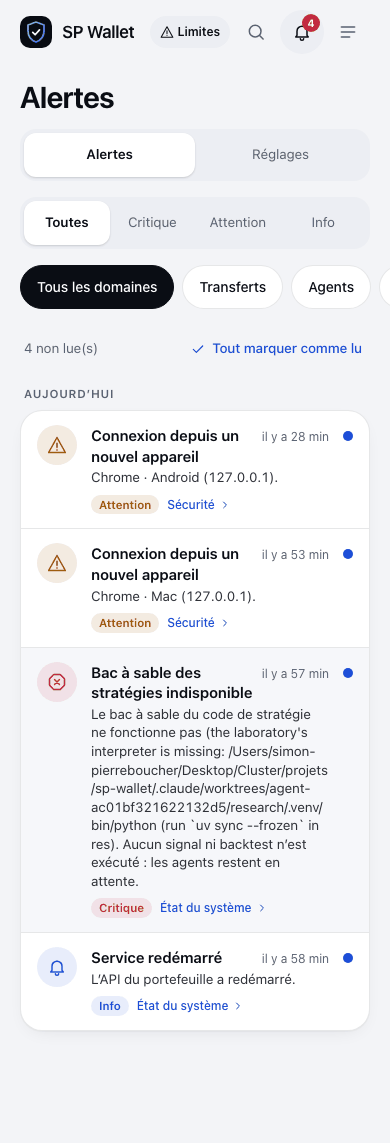 SP Wallet
Limites
4
Alertes
Alertes
Réglages
Toutes
Critique
Attention
Info
Tous les domaines
Transferts
Agents
4 non lue(s)
Tout marquer comme lu
AUJOURD'HUI
Connexion depuis un
nouvel appareil
il y a 28 min
Chrome · Android (127.0.0.1).
Attention
Sécurité
Connexion depuis un
nouvel appareil
il y a 53 min
Chrome · Mac (127.0.0.1).
Attention
Sécurité
Bac à sable des
stratégies indisponible
il y a 57 min
Le bac à sable du code de stratégie
ne fonctionne pas (the laboratory's
interpreter is missing: /Users/simon-
pierreboucher/Desktop/Cluster/projets
/sp-wallet/.claude/worktrees/agent-
ac01bf321622132d5/research/.venv/
bin/python (run `uv sync --frozen` in
res). Aucun signal ni backtest n'est
exécuté : les agents restent en
attente.
Critique
État du système
Service redémarré
il y a 58 min
L'API du portefeuille a redémarré.
Info
État du système